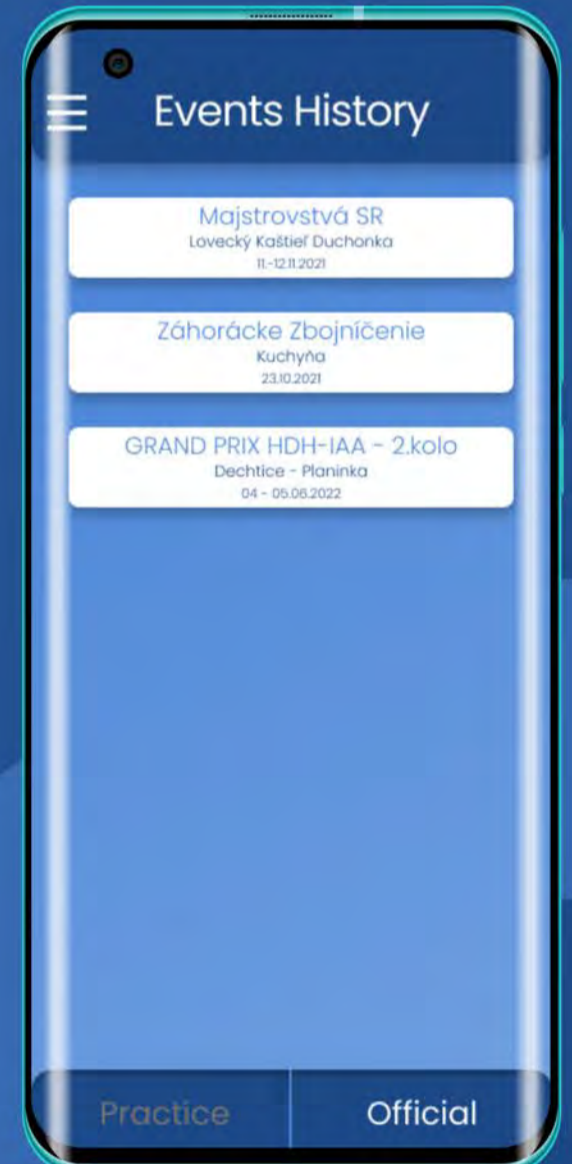 Events History
Majstrovstvá SR
Lovecký Kaštieľ Duchonka
11.-12.11.2021
Záhorácke Zbojníčenie
Kuchyňa
23.10.2021
GRAND PRIX HDH-IAA - 2.kolo
Dechtice - Planinka
04 - 05.06.2022
Practice
Official